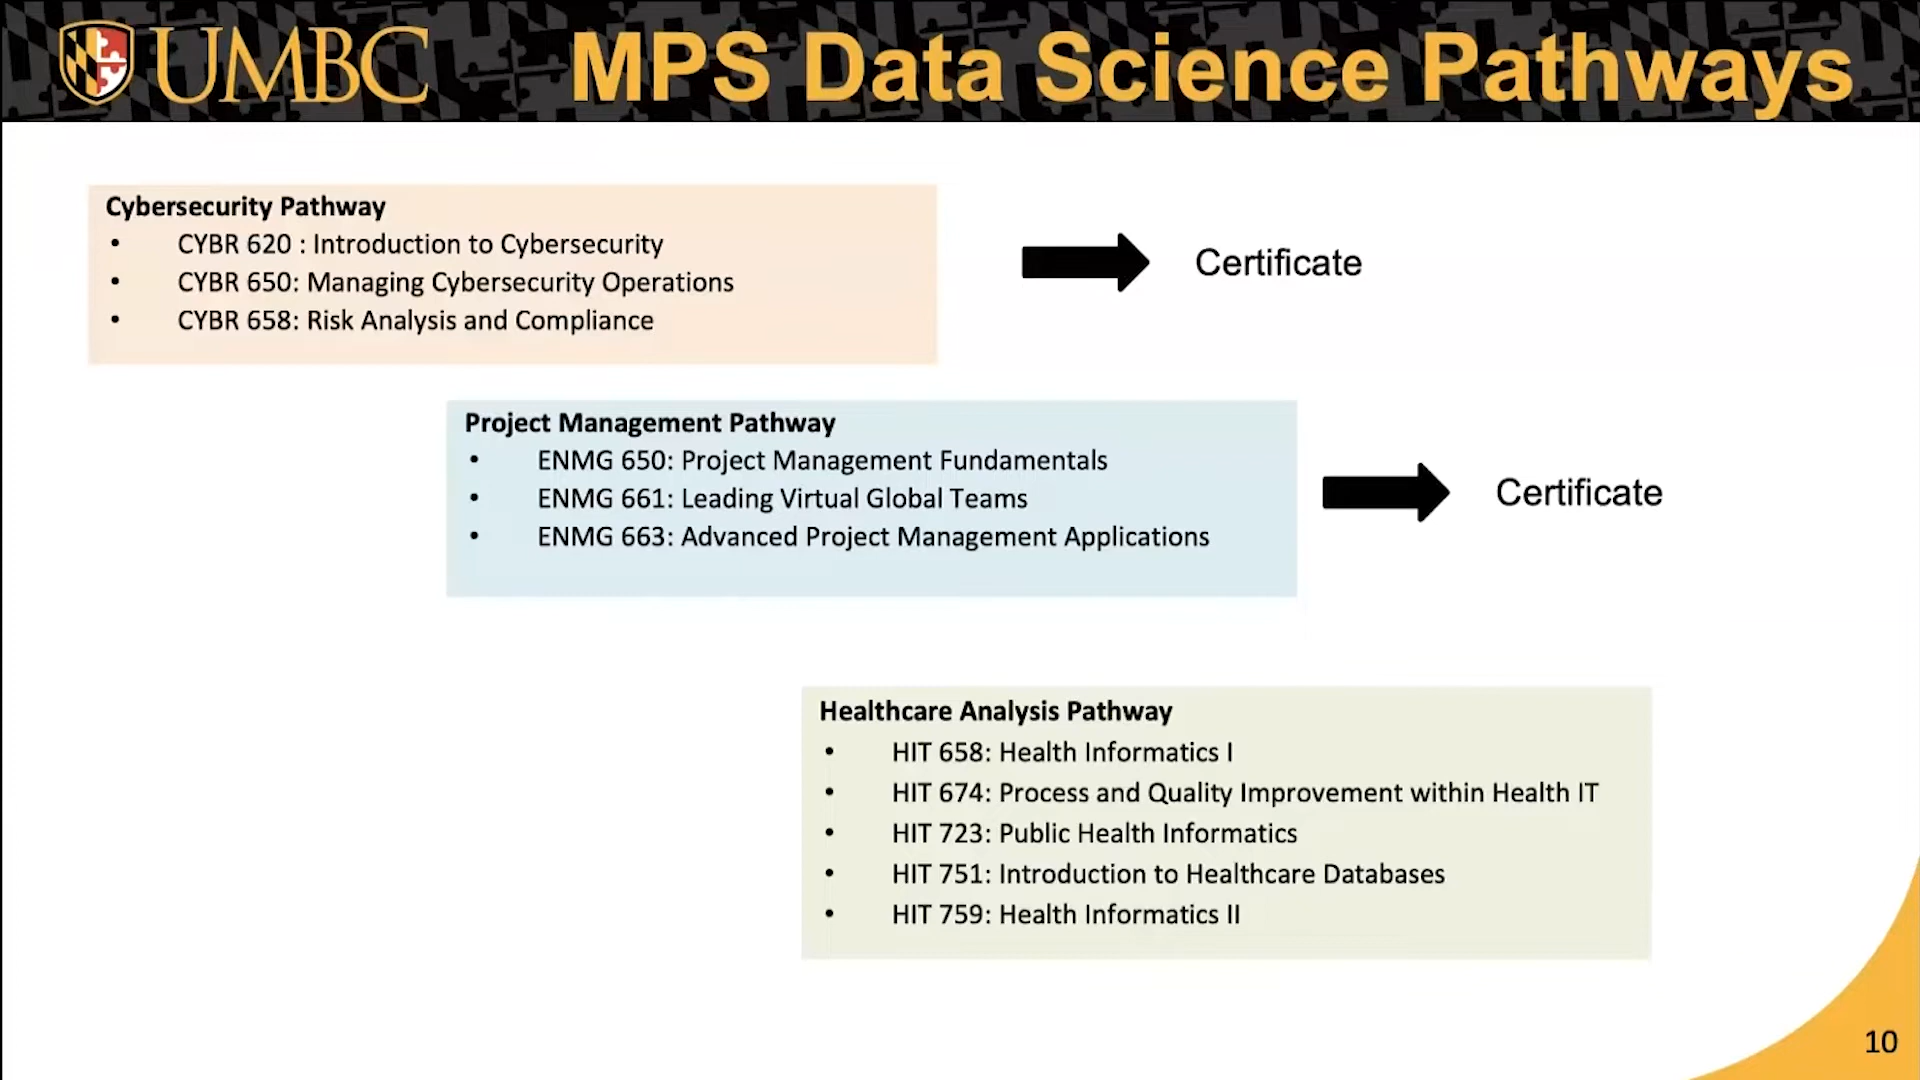 UMBC
MPS Data Science Pathways
Cybersecurity Pathway
• CYBR 620 : Introduction to Cybersecurity
• CYBR 650: Managing Cybersecurity Operations
• CYBR 658: Risk Analysis and Compliance
Certificate
Project Management Pathway
• ENMG 650: Project Management Fundamentals
• ENMG 661: Leading Virtual Global Teams
• ENMG 663: Advanced Project Management Applications
Certificate
Healthcare Analysis Pathway
• HIT 658: Health Informatics I
• HIT 674: Process and Quality Improvement within Health IT
• HIT 723: Public Health Informatics
• HIT 751: Introduction to Healthcare Databases
• HIT 759: Health Informatics II
10